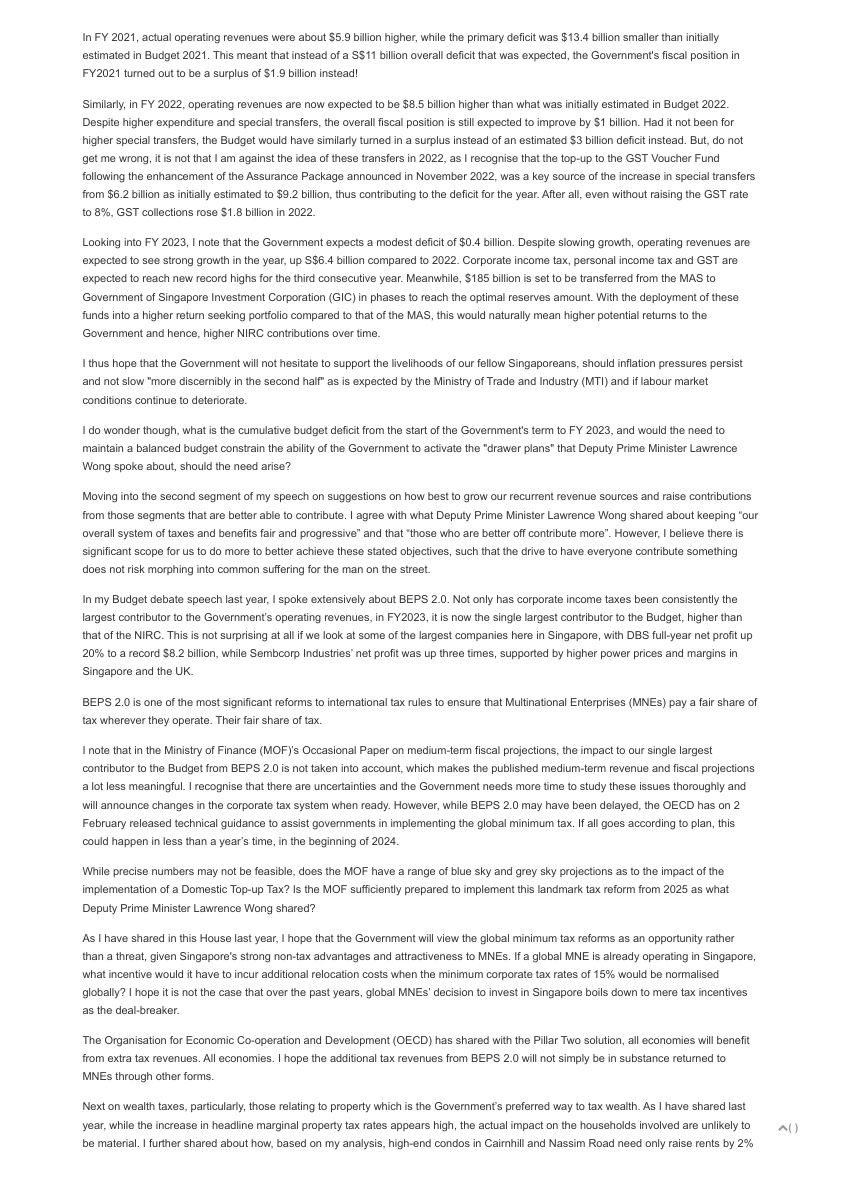 In FY 2021, actual operating revenues were about $5.9 billion higher, while the primary deficit was $13.4 billion smaller than initially
estimated in Budget 2021. This meant that instead of a S$11 billion overall deficit that was expected, the Government's fiscal position in
FY2021 turned out to be a surplus of $1.9 billion instead!
Similarly, in FY 2022, operating revenues are now expected to be $8.5 billion higher than what was initially estimated in Budget 2022.
Despite higher expenditure and special transfers, the overall fiscal position is still expected to improve by $1 billion. Had it not been for
higher special transfers, the Budget would have similarly turned in a surplus instead of an estimated $3 billion deficit instead. But, do not
get me wrong, it is not that I am against the idea of these transfers in 2022, as I recognise that the top-up to the GST Voucher Fund
following the enhancement of the Assurance Package announced in November 2022, was a key source of the increase in special transfers
from $6.2 billion as initially estimated to $9.2 billion, thus contributing to the deficit for the year. After all, even without raising the GST rate
to 8%, GST collections rose $1.8 billion in 2022.
Looking into FY 2023, I note that the Government expects a modest deficit of $0.4 billion. Despite slowing growth, operating revenues are
expected to see strong growth in the year, up S$6.4 billion compared to 2022. Corporate income tax, personal income tax and GST are
expected to reach new record highs for the third consecutive year. Meanwhile, $185 billion is set to be transferred from the MAS to
Government of Singapore Investment Corporation (GIC) in phases to reach the optimal reserves amount. With the deployment of these
funds into a higher return seeking portfolio compared to that of the MAS, this would naturally mean higher potential returns to the
Government and hence, higher NIRC contributions over time.
I thus hope that the Government will not hesitate to support the livelihoods of our fellow Singaporeans, should inflation pressures persist
and not slow "more discernibly in the second half" as is expected by the Ministry of Trade and Industry (MTI) and if labour market
conditions continue to deteriorate.
I do wonder though, what is the cumulative budget deficit from the start of the Government's term to FY 2023, and would the need to
maintain a balanced budget constrain the ability of the Government to activate the "drawer plans" that Deputy Prime Minister Lawrence
Wong spoke about, should the need arise?
Moving into the second segment of my speech on suggestions on how best to grow our recurrent revenue sources and raise contributions
from those segments that are better able to contribute. I agree with what Deputy Prime Minister Lawrence Wong shared about keeping “our
overall system of taxes and benefits fair and progressive” and that “those who are better off contribute more”. However, I believe there is
significant scope for us to do more to better achieve these stated objectives, such that the drive to have everyone contribute something
does not risk morphing into common suffering for the man on the street.
In my Budget debate speech last year, I spoke extensively about BEPS 2.0. Not only has corporate income taxes been consistently the
largest contributor to the Government’s operating revenues, in FY2023, it is now the single largest contributor to the Budget, higher than
that of the NIRC. This is not surprising at all if we look at some of the largest companies here in Singapore, with DBS full-year net profit up
20% to a record $8.2 billion, while Sembcorp Industries’ net profit was up three times, supported by higher power prices and margins in
Singapore and the UK.
BEPS 2.0 is one of the most significant reforms to international tax rules to ensure that Multinational Enterprises (MNEs) pay a fair share of
tax wherever they operate. Their fair share of tax.
I note that in the Ministry of Finance (MOF)’s Occasional Paper on medium-term fiscal projections, the impact to our single largest
contributor to the Budget from BEPS 2.0 is not taken into account, which makes the published medium-term revenue and fiscal projections
a lot less meaningful. I recognise that there are uncertainties and the Government needs more time to study these issues thoroughly and
will announce changes in the corporate tax system when ready. However, while BEPS 2.0 may have been delayed, the OECD has on 2
February released technical guidance to assist governments in implementing the global minimum tax. If all goes according to plan, this
could happen in less than a year’s time, in the beginning of 2024.
While precise numbers may not be feasible, does the MOF have a range of blue sky and grey sky projections as to the impact of the
implementation of a Domestic Top-up Tax? Is the MOF sufficiently prepared to implement this landmark tax reform from 2025 as what
Deputy Prime Minister Lawrence Wong shared?
As I have shared in this House last year, I hope that the Government will view the global minimum tax reforms as an opportunity rather
than a threat, given Singapore's strong non-tax advantages and attractiveness to MNEs. If a global MNE is already operating in Singapore,
what incentive would it have to incur additional relocation costs when the minimum corporate tax rates of 15% would be normalised
globally? I hope it is not the case that over the past years, global MNEs’ decision to invest in Singapore boils down to mere tax incentives
as the deal-breaker.
The Organisation for Economic Co-operation and Development (OECD) has shared with the Pillar Two solution, all economies will benefit
from extra tax revenues. All economies. I hope the additional tax revenues from BEPS 2.0 will not simply be in substance returned to
MNEs through other forms.
Next on wealth taxes, particularly, those relating to property which is the Government’s preferred way to tax wealth. As I have shared last
year, while the increase in headline marginal property tax rates appears high, the actual impact on the households involved are unlikely to
be material. I further shared about how, based on my analysis, high-end condos in Cairnhill and Nassim Road need only raise rents by 2%
( )